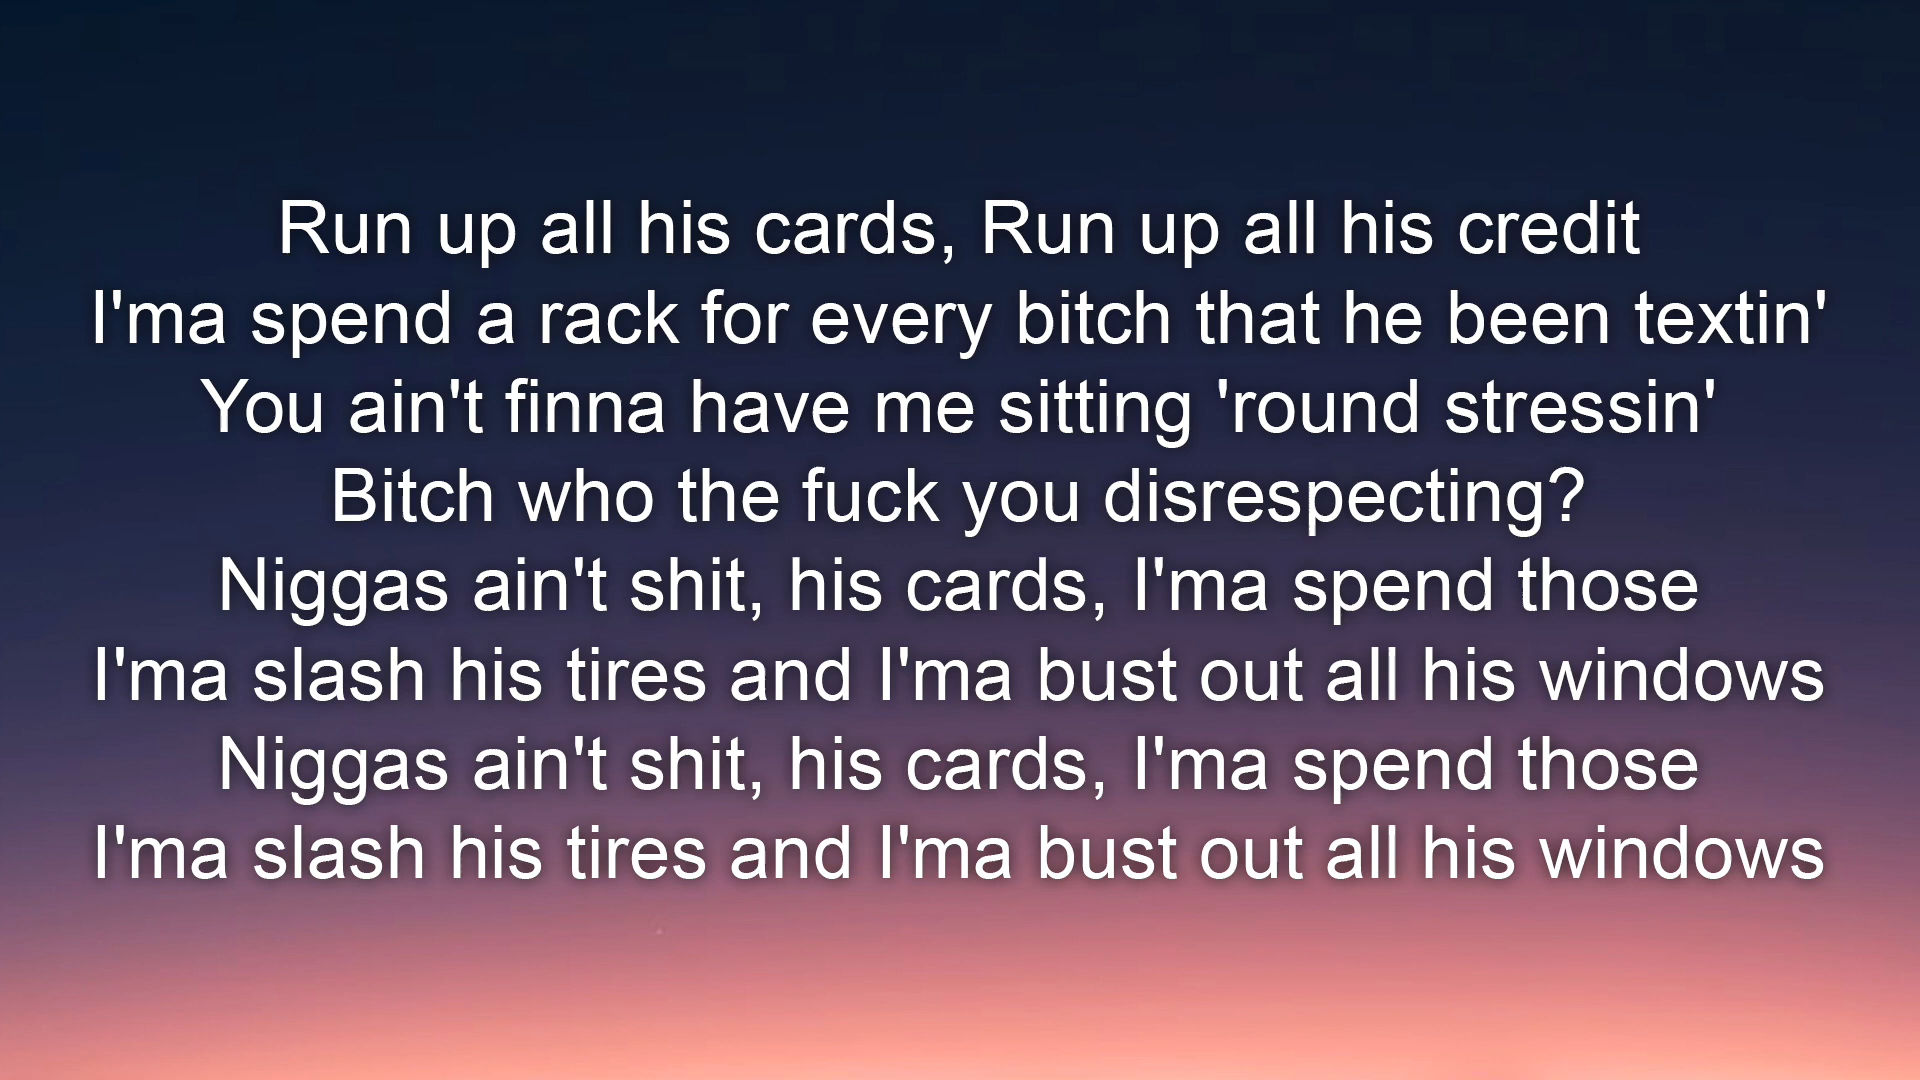 Run up all his cards, Run up all his credit
I'ma spend a rack for every bitch that he been textin'
You ain't finna have me sitting 'round stressin'
Bitch who the fuck you disrespecting?
Niggas ain't shit, his cards, I'ma spend those
I'ma slash his tires and I'ma bust out all his windows
Niggas ain't shit, his cards, I'ma spend those
I'ma slash his tires and I'ma bust out all his windows